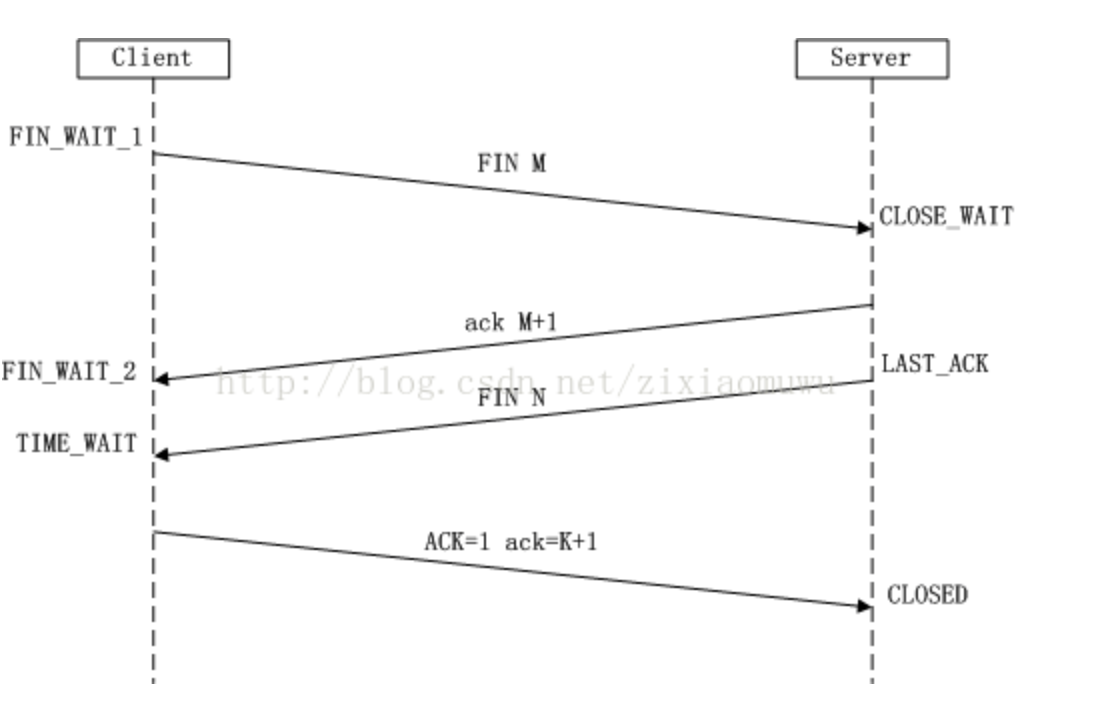 Client
Server
FIN_WAIT_1
FIN M
CLOSE_WAIT
ack M+1
FIN_WAIT_2
LAST_ACK
http://blog.csdn.net/zixiaomuwu
FIN N
TIME_WAIT
ACK=1 ack=K+1
CLOSED